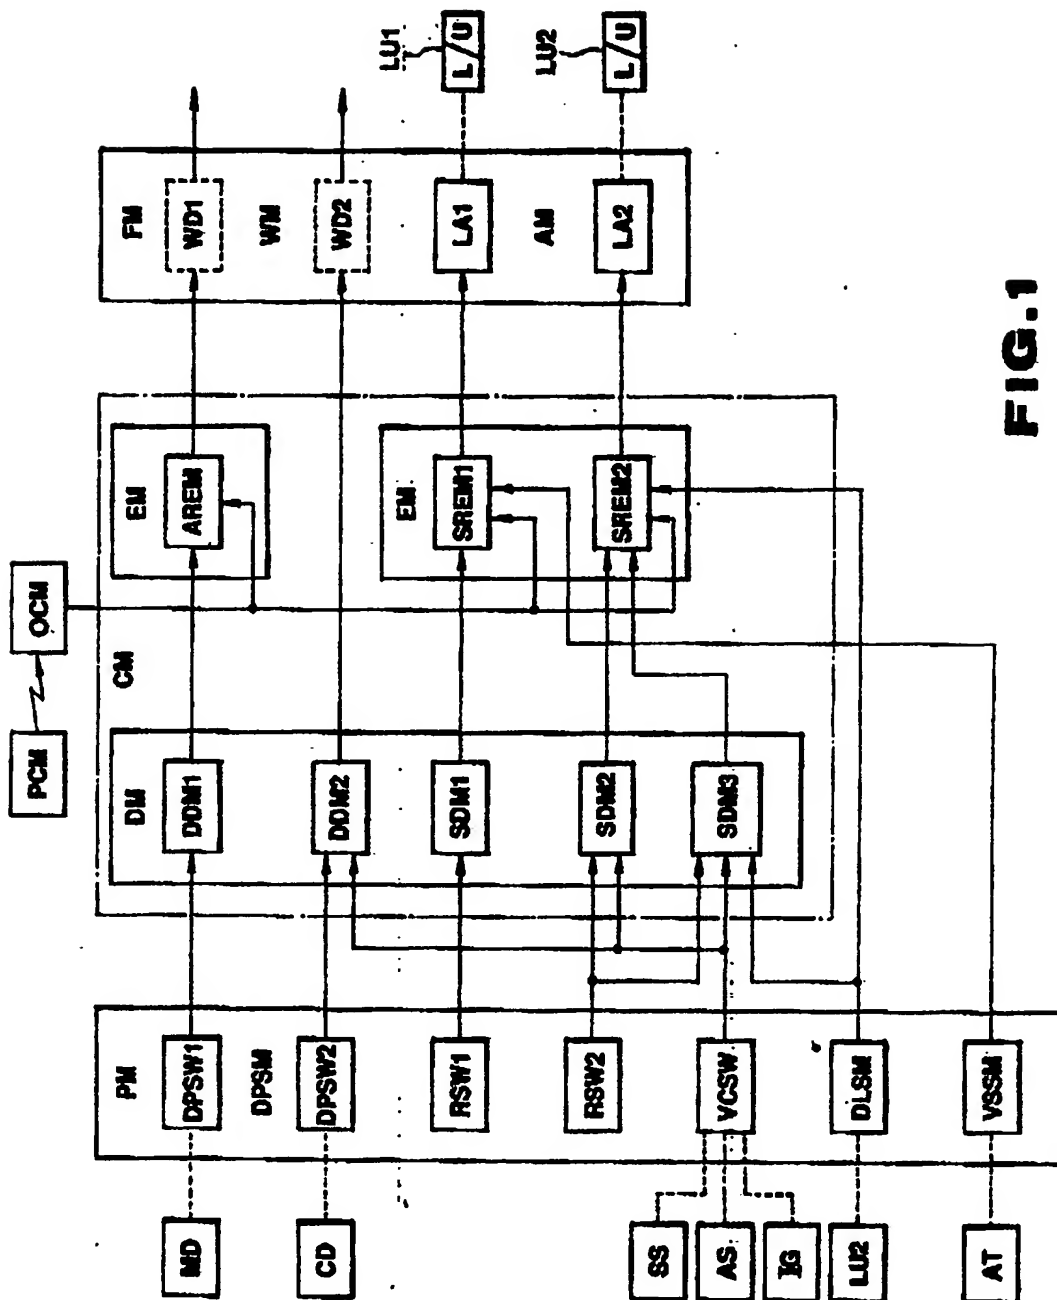 PCM
OCM
CM
PM
DPSM
DM
EM
EM
FM
WM
AM
MD
DPSW1
DDM1
AREM
WD1
CD
DPSW2
DDM2
WD2
RSW1
SDM1
SREM1
LA1
L/U
LU1
RSW2
SDM2
SREM2
LA2
L/U
LU2
SS
AS
IG
VCSW
SDM3
LU2
DLSM
AT
VSSM
FIG.1